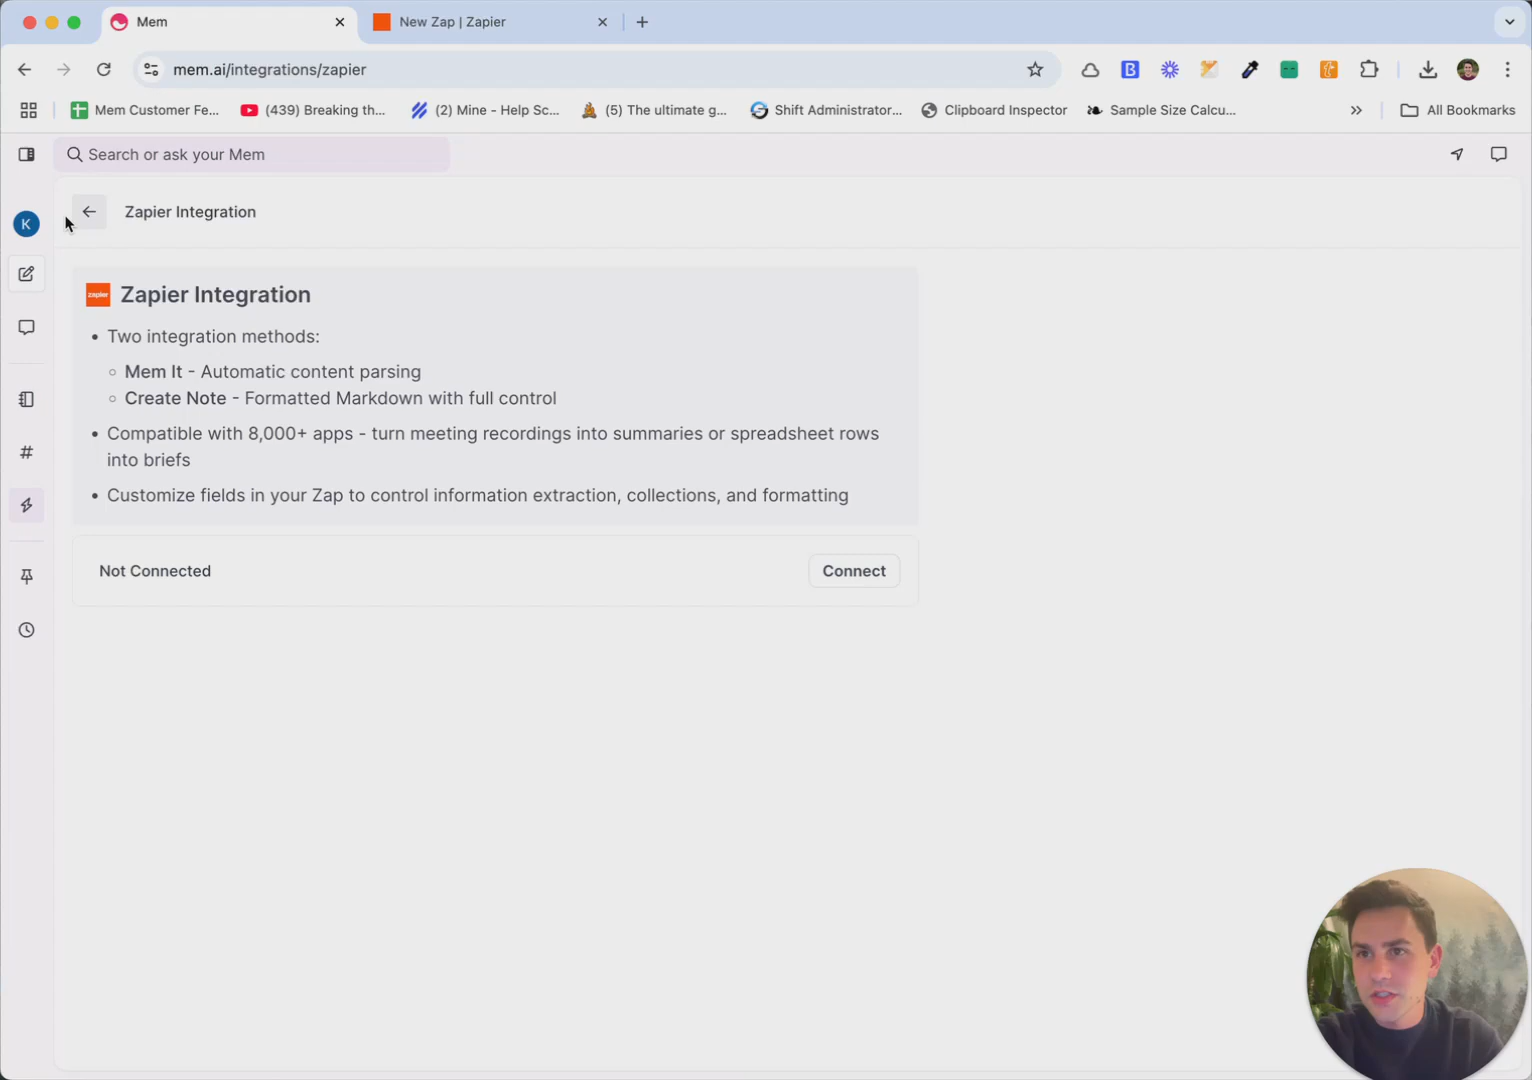 Mem
New Zap | Zapier
mem.ai/integrations/zapier
Mem Customer Fe...
(439) Breaking th...
(2) Mine - Help Sc...
(5) The ultimate g...
Shift Administrator...
Clipboard Inspector
Sample Size Calcu...
All Bookmarks
Search or ask your Mem
K
Zapier Integration
zapier
Zapier Integration
• Two integration methods:
Mem It - Automatic content parsing
Create Note - Formatted Markdown with full control
• Compatible with 8,000+ apps - turn meeting recordings into summaries or spreadsheet rows
into briefs
• Customize fields in your Zap to control information extraction, collections, and formatting
Not Connected
Connect